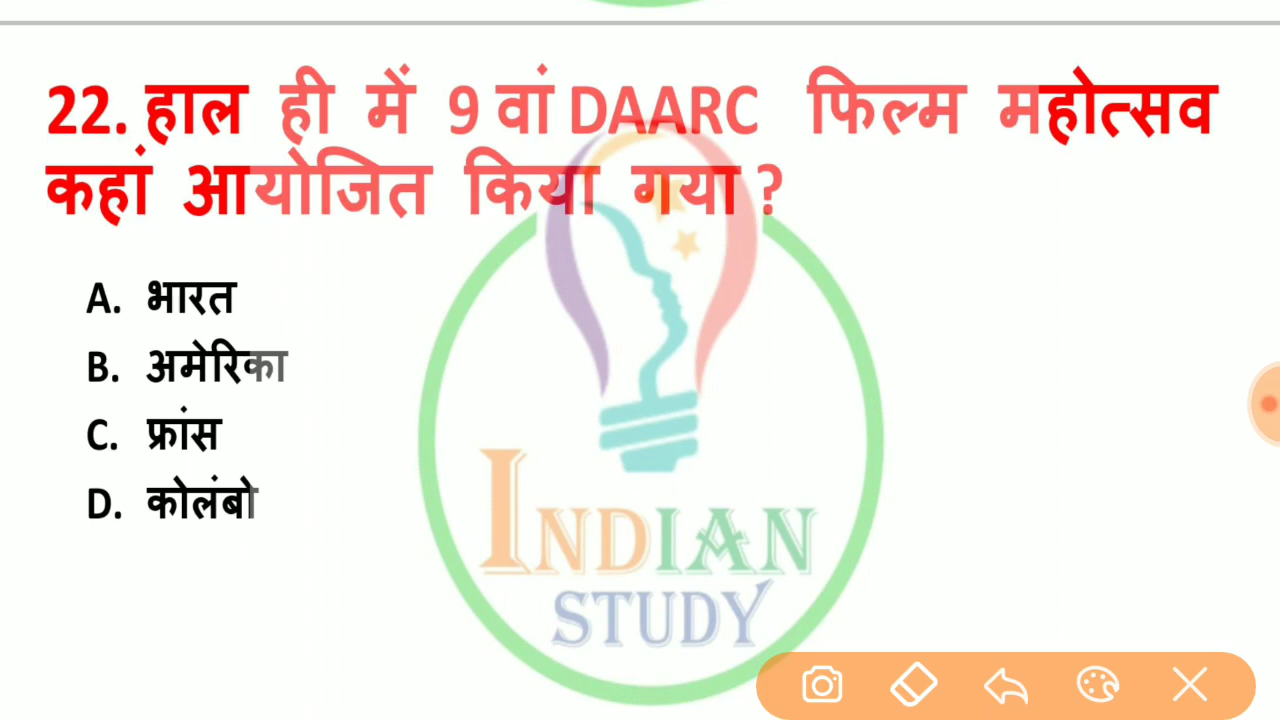 22. हाल ही में 9 वां DAARC फिल्म महोत्सव
कहां आयोजित किया गया ?
A. भारत
B. अमेरिका
C. फ्रांस
D. कोलंबो
INDIAN
STUDY